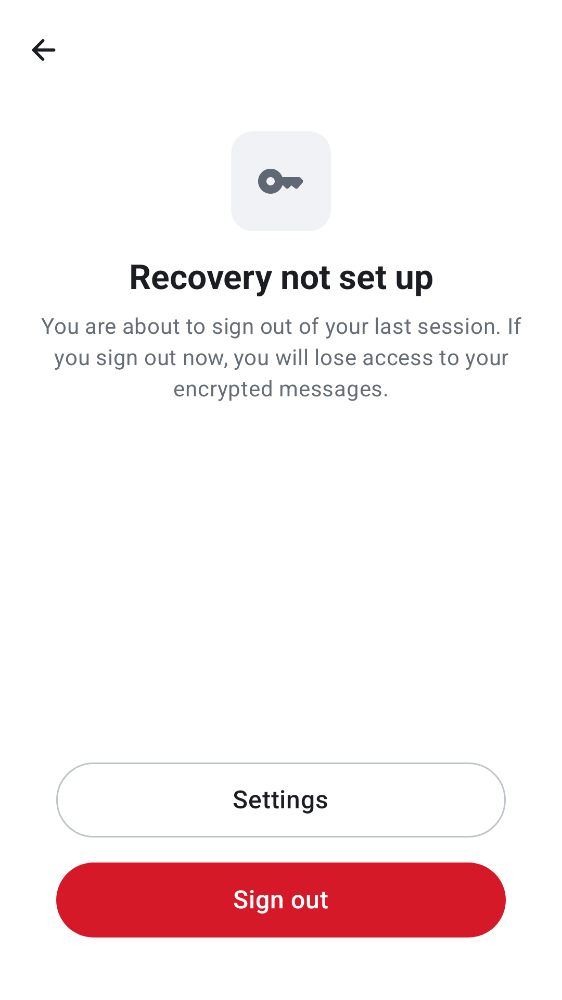 Recovery not set up
You are about to sign out of your last session. If
you sign out now, you will lose access to your
encrypted messages.
Settings
Sign out